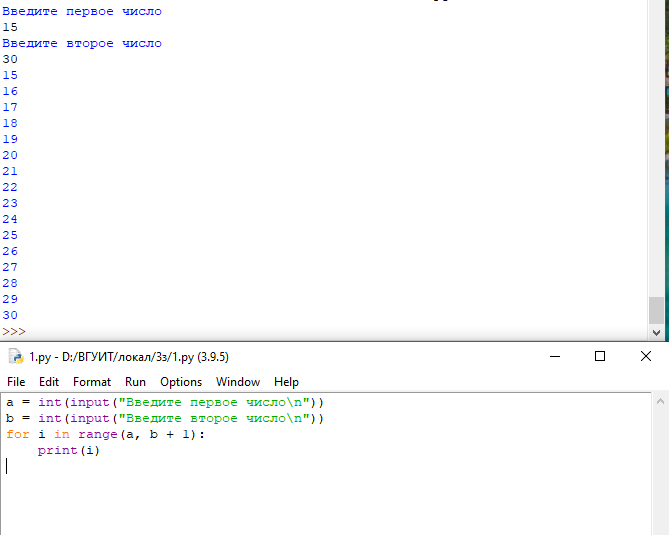 Введите первое число
15
Введите второе число
30
15
16
17
18
19
20
21
22
23
24
25
26
27
28
29
30
>>>
1.py - D:/ВГУИТ/локал/3з/1.py (3.9.5)
File Edit Format Run Options Window Help
a = int(input("Введите первое число\n"))
b = int(input("Введите второе число\n"))
for i in range(a, b + 1):
    print(i)